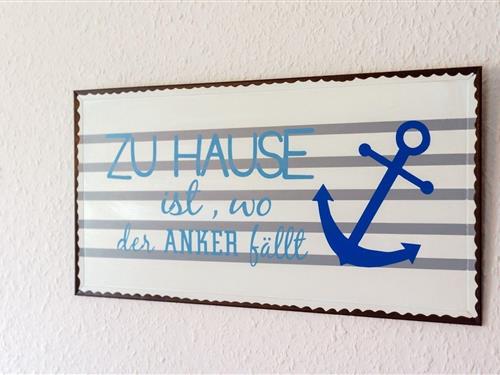 ZU HAUSE
ist, wo
der ANKER fällt